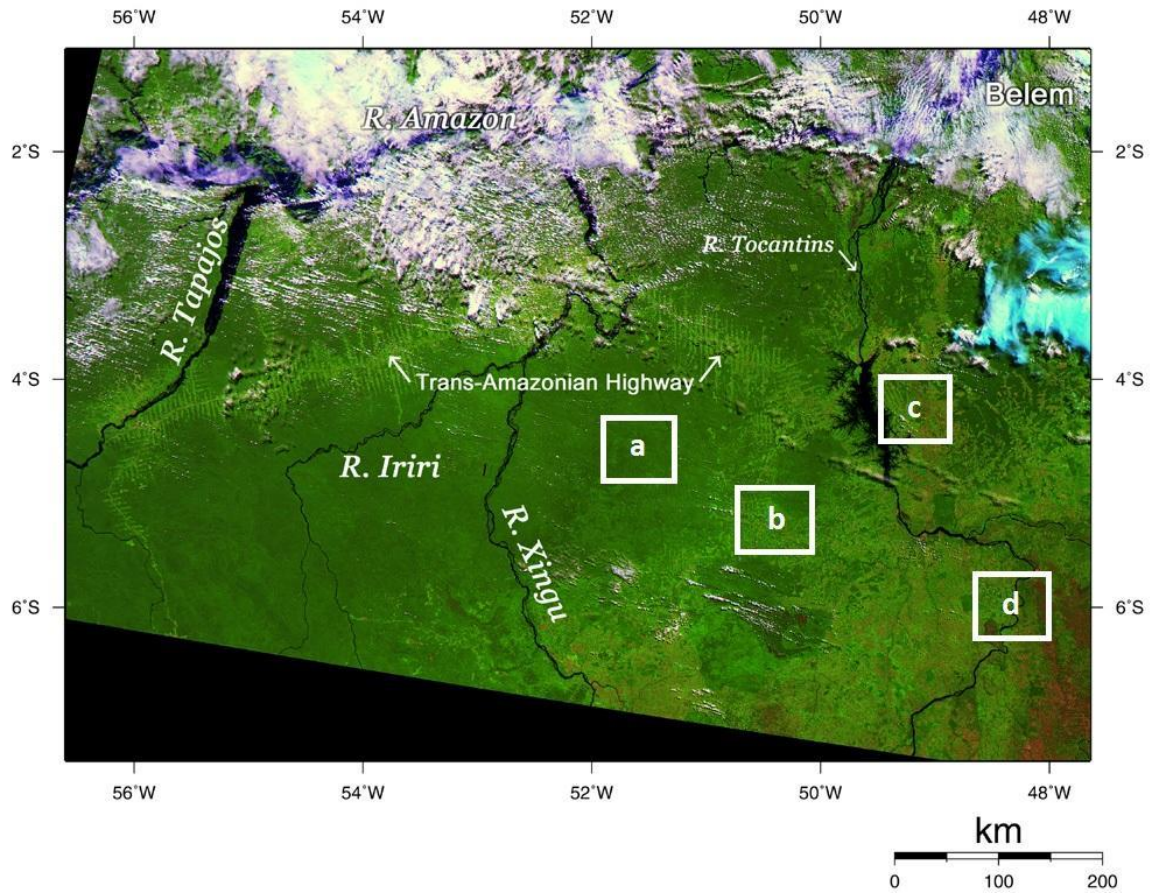 56°W 54°W 52°W 50°W 48°W
Belem
R. Amazon
2°S 2°S
R. Tapajos
R. Tocantins
4°S 4°S
Trans-Amazonian Highway
c
a
R. Iriri
b
R. Xingu
d
6°S 6°S
56°W 54°W 52°W 50°W 48°W
km
0 100 200